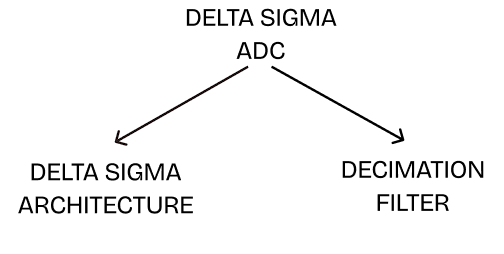 DELTA SIGMA
ADC
DELTA SIGMA
ARCHITECTURE
DECIMATION
FILTER